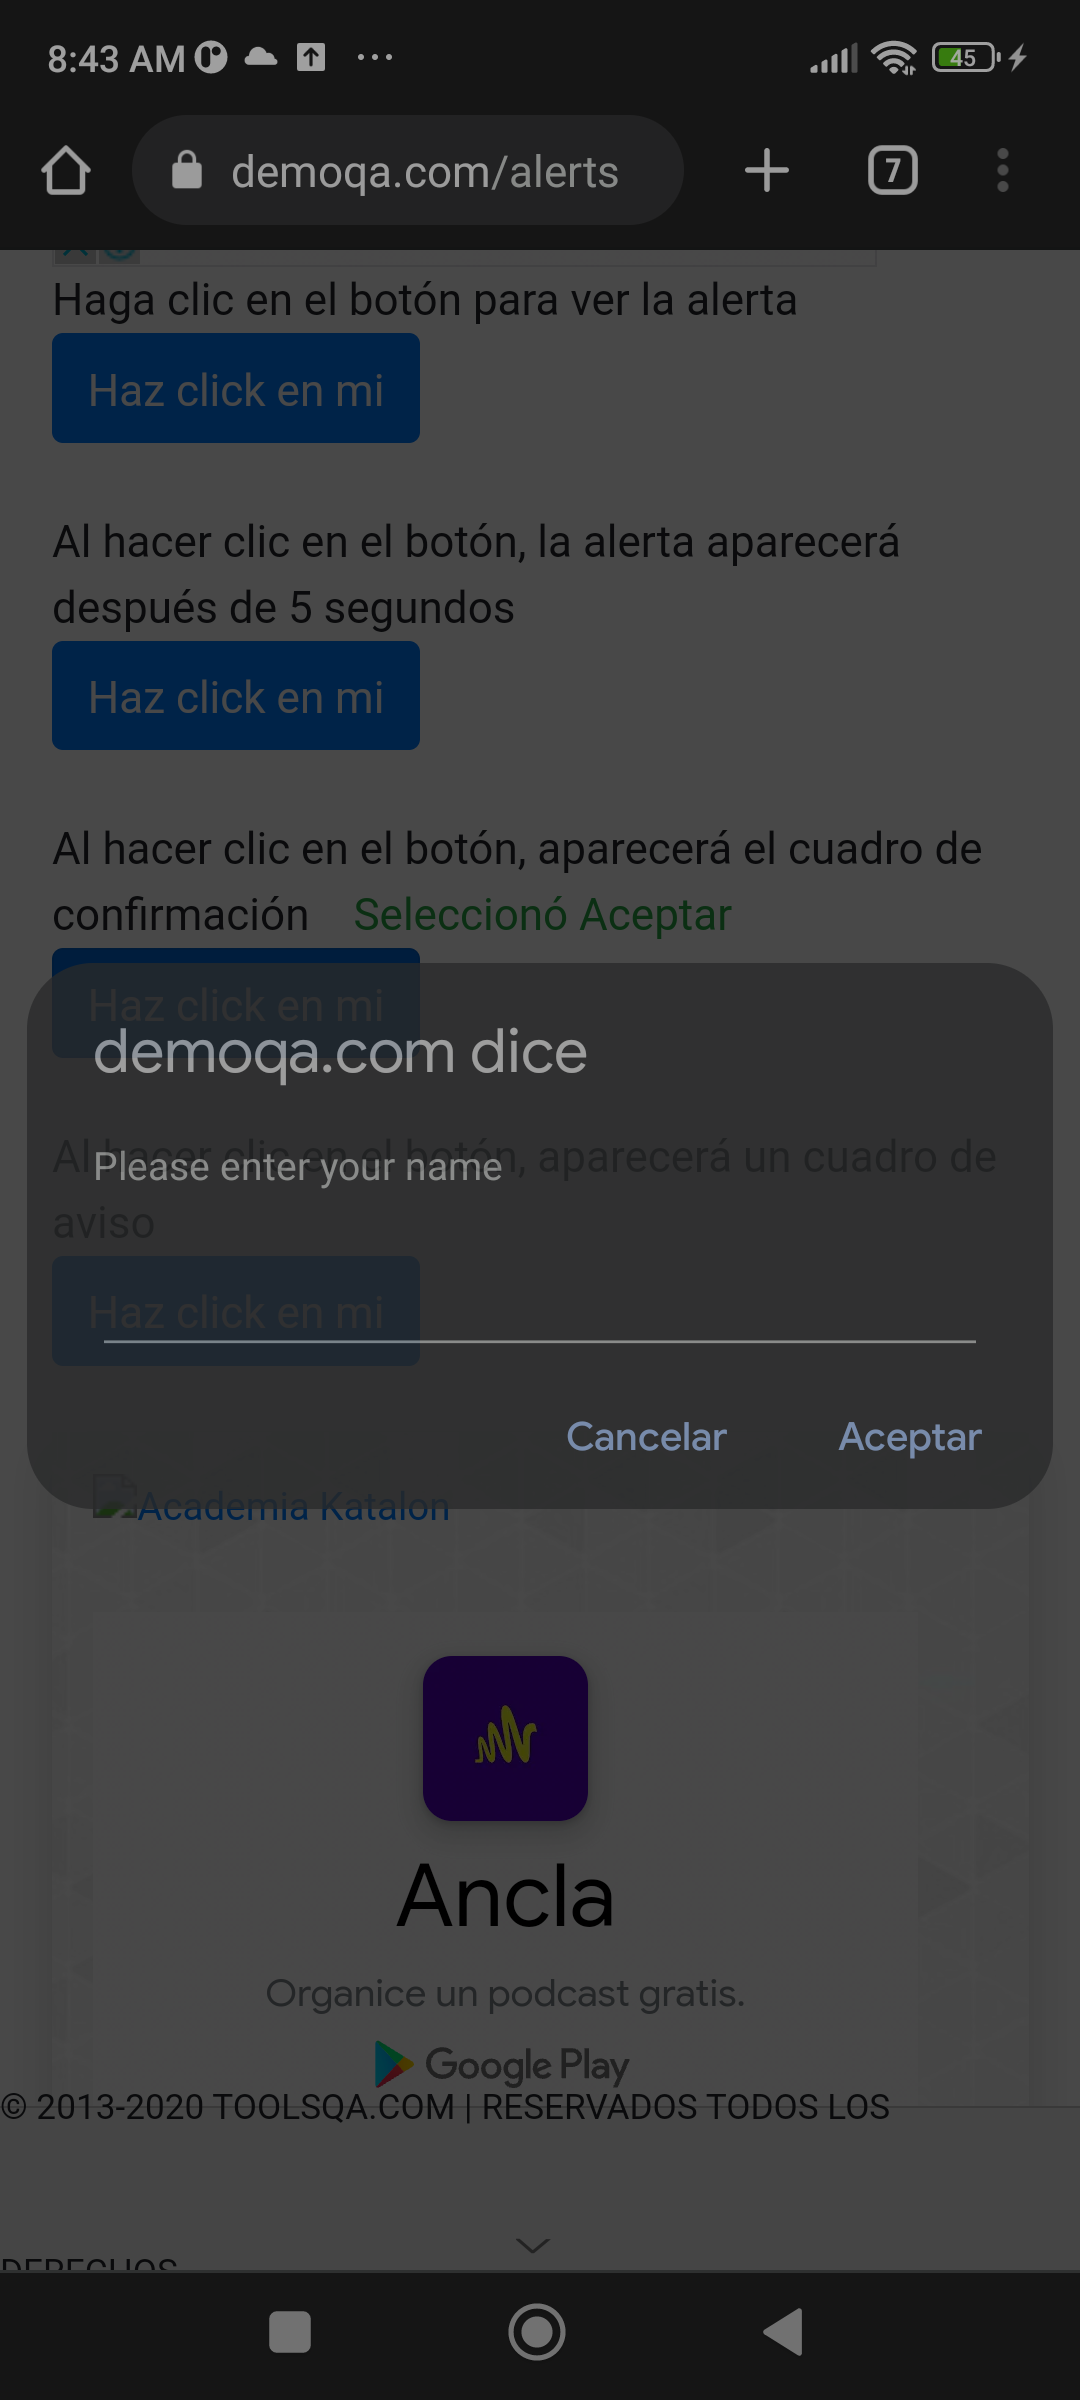 8:43 AM
45
demoqa.com/alerts
7
Haga clic en el botón para ver la alerta
Haz click en mi
Al hacer clic en el botón, la alerta aparecerá
después de 5 segundos
Haz click en mi
Al hacer clic en el botón, aparecerá el cuadro de
confirmación Seleccionó Aceptar
Haz click en mi
demoqa.com dice
Al hacer clic en el botón, aparecerá un cuadro de
Please enter your name
aviso
Haz click en mi
Cancelar Aceptar
Academia Katalon
Ancla
Organice un podcast gratis.
Google Play
© 2013-2020 TOOLSQA.COM | RESERVADOS TODOS LOS
DERECHOS